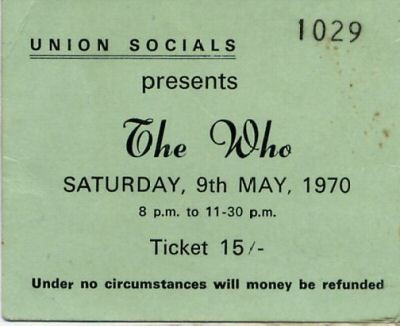 UNION SOCIALS
1029
presents
The Who
SATURDAY, 9th MAY, 1970
8 p.m. to 11-30 p.m.
Ticket 15/-
Under no circumstances will money be refunded